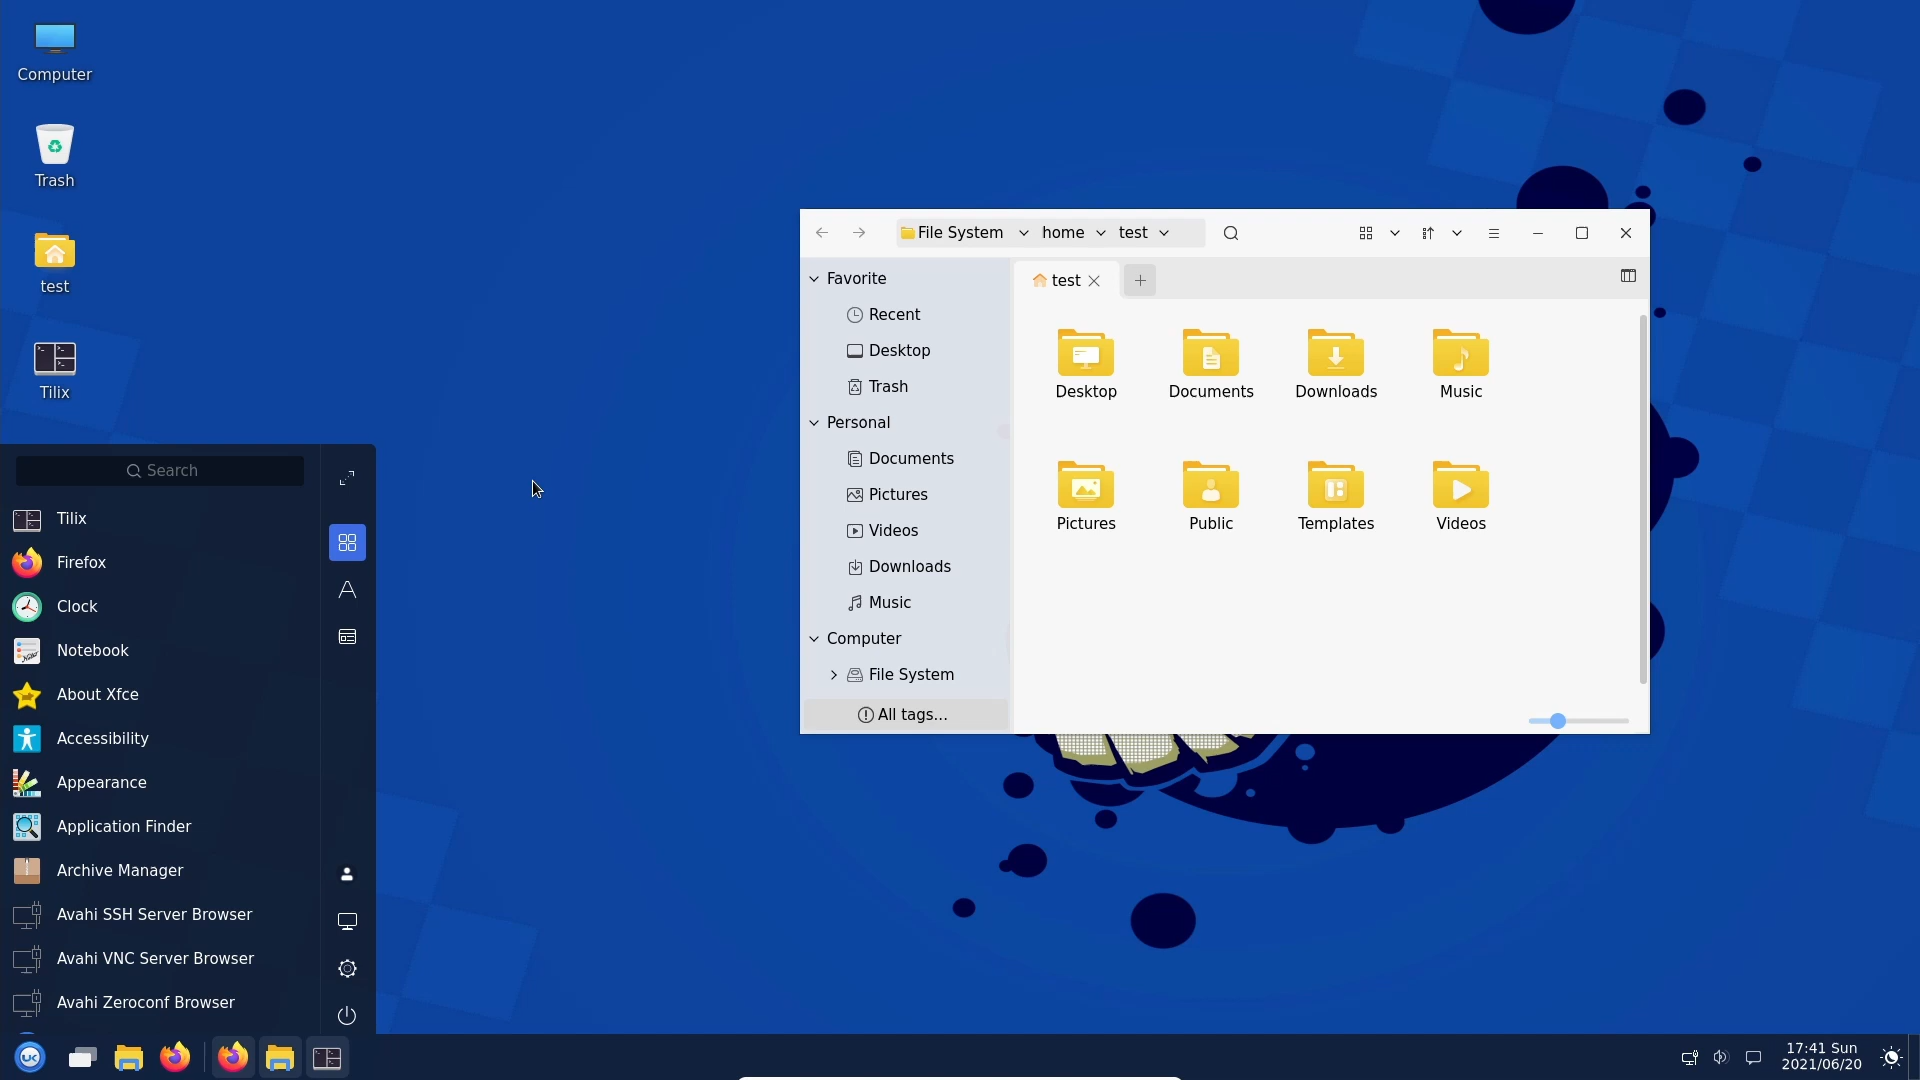 Computer
Trash
test
Tilix
Search
Tilix
Firefox
Clock
Notebook
About Xfce
Accessibility
Appearance
Application Finder
Archive Manager
Avahi SSH Server Browser
Avahi VNC Server Browser
Avahi Zeroconf Browser
File System home test
Favorite
Recent
Desktop
Trash
Personal
Documents
Pictures
Videos
Downloads
Music
Computer
File System
All tags...
test
Desktop Documents Downloads Music
Pictures Public Templates Videos
17:41 Sun
2021/06/20